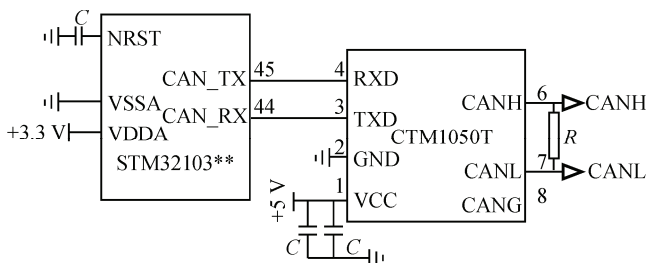 C
NRST
CAN_TX 45 4 RXD
CANH 6 CANH
VSSA CAN_RX 44 3 TXD
+3.3 V VDDA
CTM1050T R
STM32103**
2 GND
CANL 7 CANL
+5 V 1 VCC
CANG 8
C C